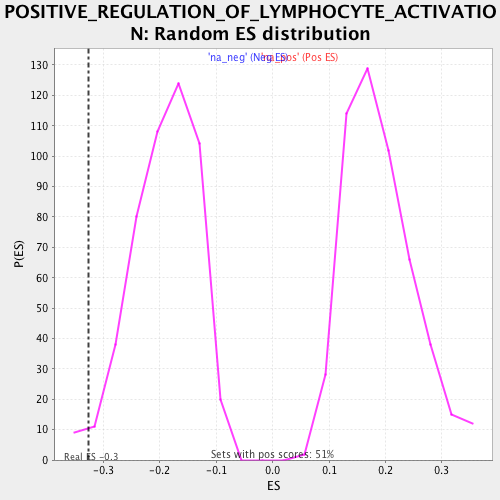 POSITIVE_REGULATION_OF_LYMPHOCYTE_ACTIVATIO
N: Random ES distribution
'na_neg' (Neg ES)
'na_pos' (Pos ES)
130
120
110
100
90
80
70
60
50
40
30
20
10
0
P(ES)
Real ES -0.3
Sets with pos scores: 51%
-0.3 -0.2 -0.1 0.0 0.1 0.2 0.3
ES